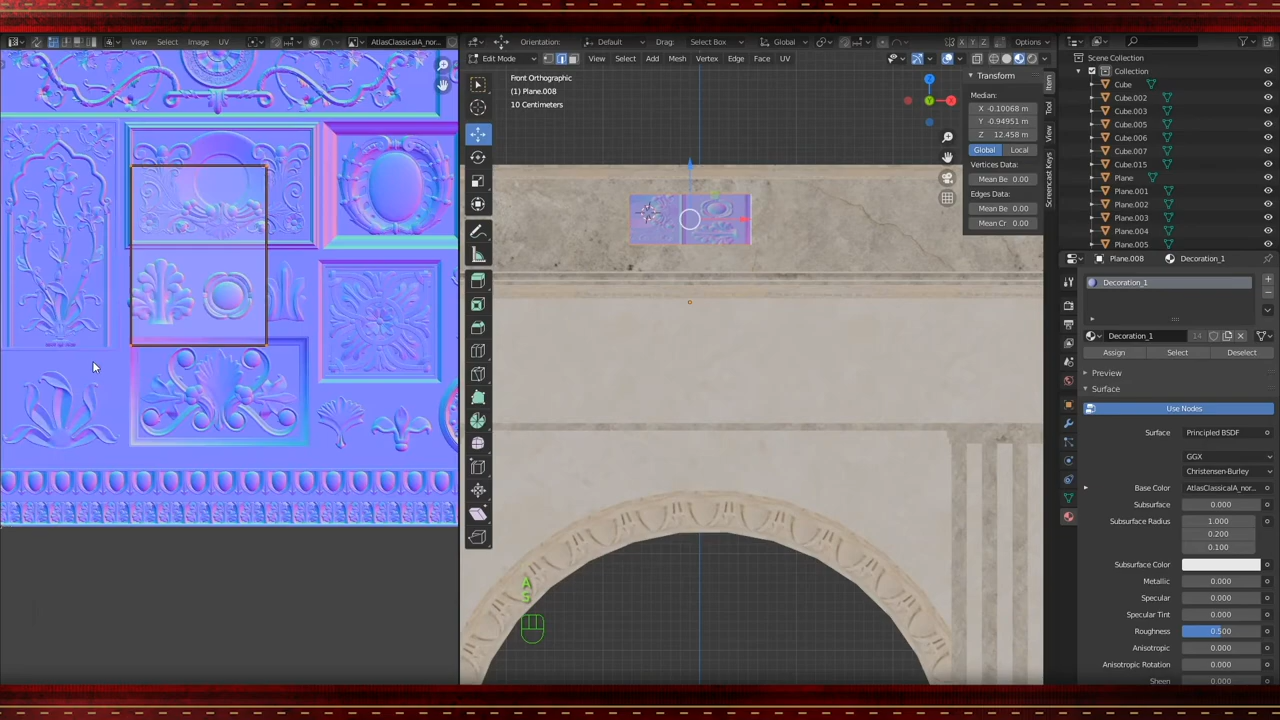 View Select Image UV AtlasClassicalA_nor...
Orientation: Default Drag: Select Box Global Options
Edit Mode View Select Add Mesh Vertex Edge Face UV
Front Orthographic
(1) Plane.008
10 Centimeters
X
Y
Z
A
S
Transform
Median:
X -0.10068 m
Y -0.94951 m
Z 12.458 m
Global Local
Vertices Data:
Mean Be 0.00
Edges Data:
Mean Be 0.00
Mean Cr 0.00
Item
Tool
View
Screencast Keys
Scene Collection
Collection
Cube
Cube.002
Cube.003
Cube.005
Cube.006
Cube.007
Cube.015
Plane
Plane.001
Plane.002
Plane.003
Plane.004
Plane.005
Plane.008 Decoration_1
Decoration_1
Decoration_1 14
Assign Select Deselect
Preview
Surface
Use Nodes
Surface Principled BSDF
GGX
Christensen-Burley
Base Color AtlasClassicalA_nor...
Subsurface 0.000
Subsurface Radius 1.000
0.200
0.100
Subsurface Color
Metallic 0.000
Specular 0.000
Specular Tint 0.000
Roughness 0.500
Anisotropic 0.000
Anisotropic Rotation 0.000
Sheen 0.000